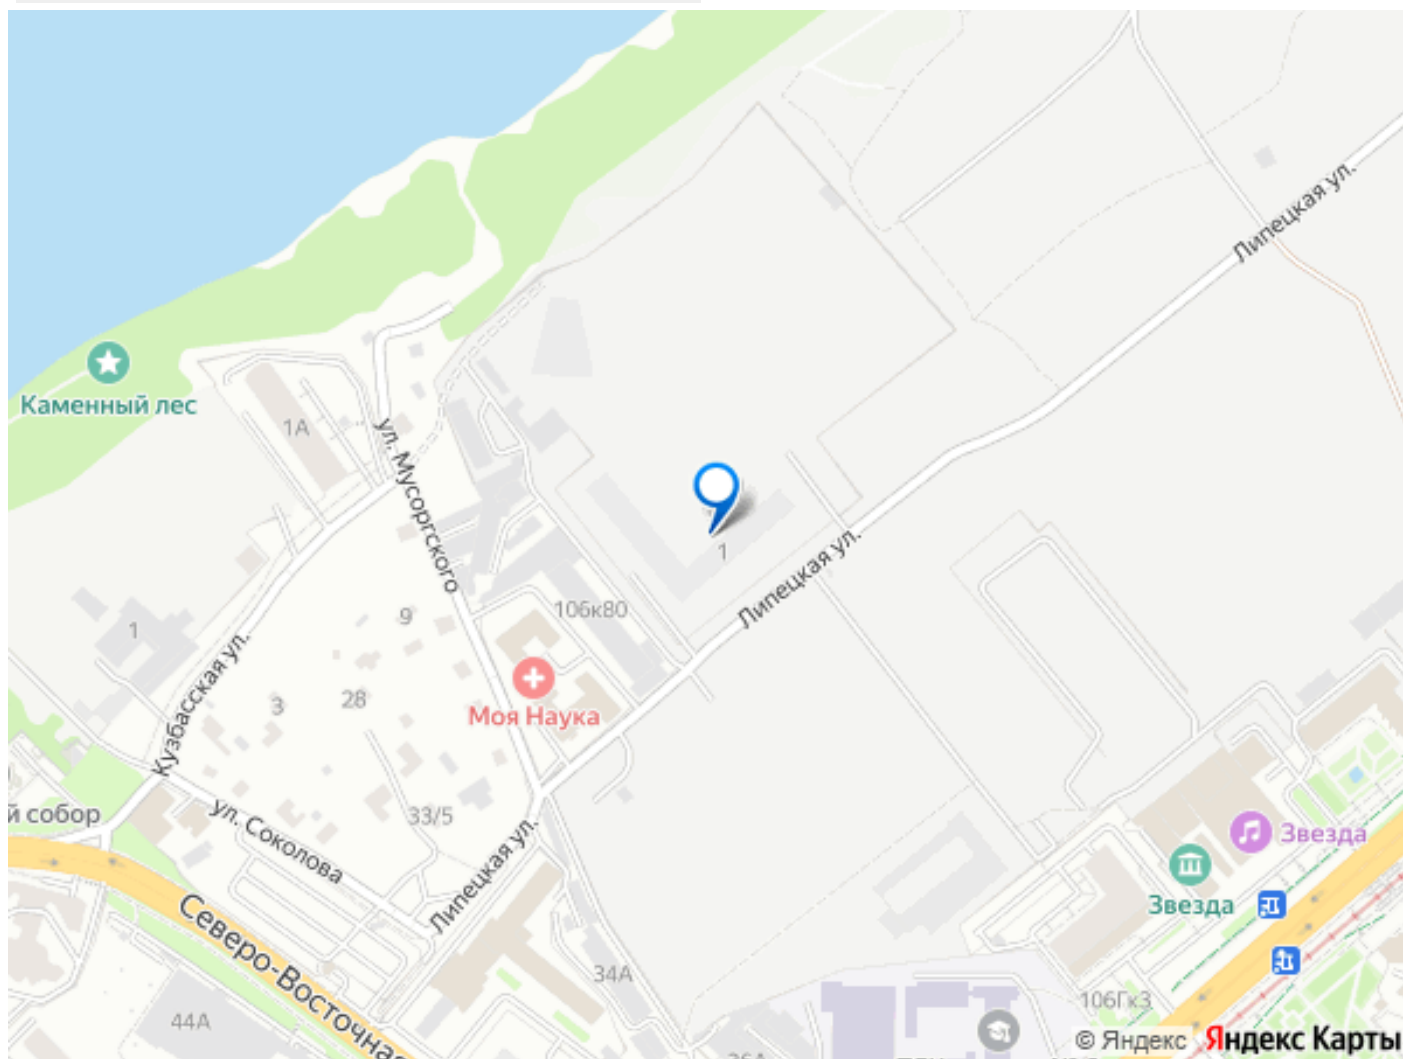 Липецкая ул.
Каменный лес
1А
ул. Мусоргского
1
Липецкая ул.
106к80
9
1
Кузбасская ул.
28
3
Моя Наука
й собор
ул. Соколова
33/5
Липецкая ул.
Звезда
Звезда
Северо-Восточная
34А
44А
106Гк3
© Яндекс
Яндекс Карты